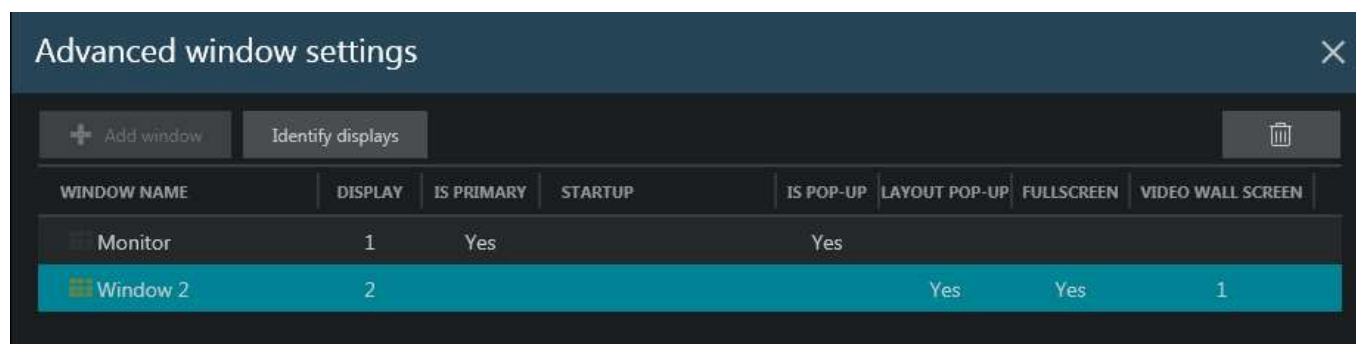 Advanced window settings
Add window Identify displays
WINDOW NAME DISPLAY IS PRIMARY STARTUP IS POP-UP LAYOUT POP-UP FULLSCREEN VIDEO WALL SCREEN
Monitor 1 Yes Yes
Window 2 2 Yes Yes 1